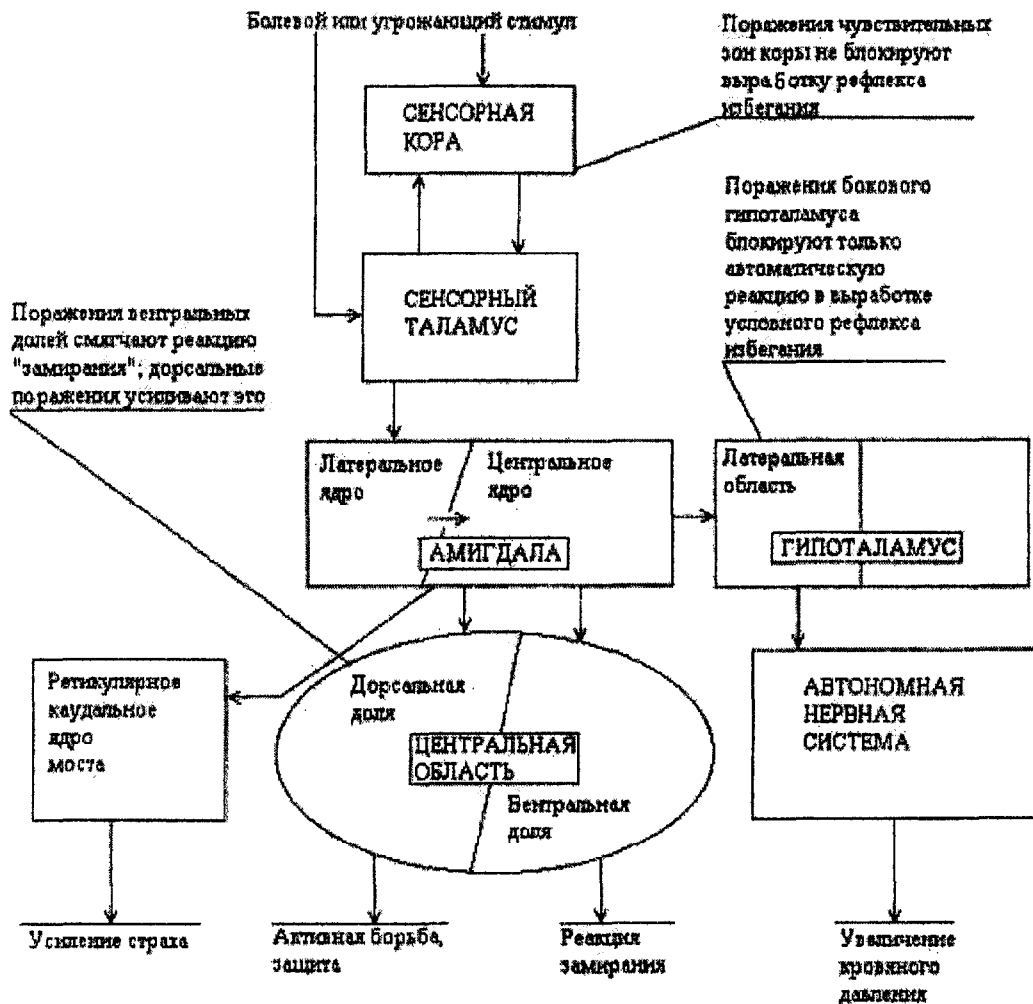 Болевой или угрожающий стимул
Поражения чувствительных
зон коры не блокируют
выработку рефлекса
избегания
СЕНСОРНАЯ
КОРА
Поражения бокового
гипоталамуса
блокируют только
автоматическую
реакцию в выработке
условного рефлекса
избегания
СЕНСОРНЫЙ
ТАЛАМУС
Поражения вентральных
долей смягчают реакцию
"замирания"; дорсальные
поражения усиливают это
Латеральное
ядро
Центральное
ядро
АМИГДАЛА
Латеральная
область
ГИПОТАЛАМУС
Ретикулярное
каудальное
ядро
моста
Дорсальная
доля
ЦЕНТРАЛЬНАЯ
ОБЛАСТЬ
Вентральная
доля
АВТОНОМНАЯ
НЕРВНАЯ
СИСТЕМА
Усиление страха
Активная борьба,
защита
Реакция
замирания
Увеличение
кровяного
давления